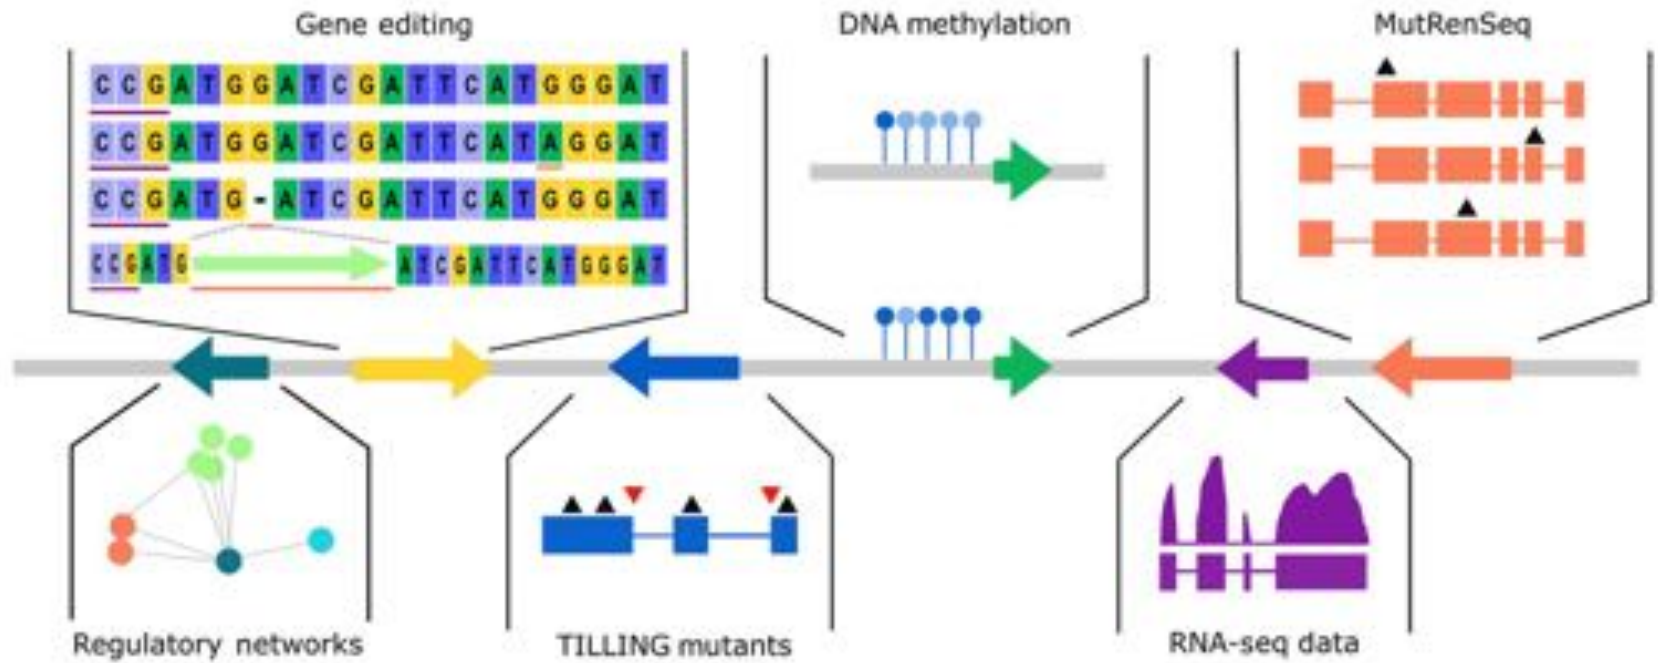 Gene editing
DNA methylation
MutRenSeq
CCGATGGATCGATTCATGGGAT
CCGATGGATCGATTCATAGGAT
CCGATG-ATCGATTCATGGGAT
CCGATG ATCGATTCATGGGAT
Regulatory networks
TILLING mutants
RNA-seq data